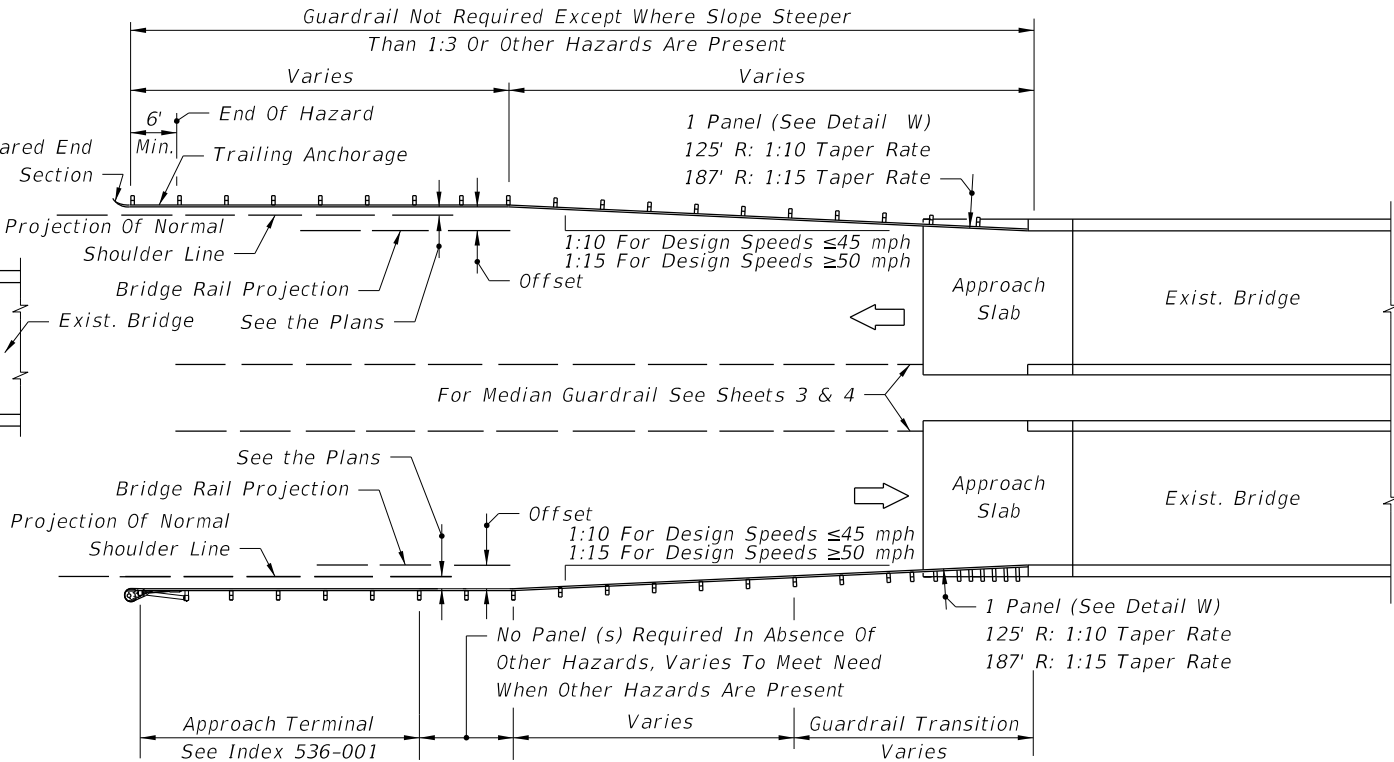 Guardrail Not Required Except Where Slope Steeper
Than 1:3 Or Other Hazards Are Present
Varies
Varies
6'
Min.
End Of Hazard
Trailing Anchorage
ared End
Section
1 Panel (See Detail W)
125' R: 1:10 Taper Rate
187' R: 1:15 Taper Rate
Projection Of Normal
Shoulder Line
1:10 For Design Speeds ≤45 mph
1:15 For Design Speeds ≥50 mph
Offset
Bridge Rail Projection
See the Plans
Exist. Bridge
Approach
Slab
Exist. Bridge
For Median Guardrail See Sheets 3 & 4
See the Plans
Bridge Rail Projection
Projection Of Normal
Shoulder Line
Offset
1:10 For Design Speeds ≤45 mph
1:15 For Design Speeds ≥50 mph
Approach
Slab
Exist. Bridge
1 Panel (See Detail W)
125' R: 1:10 Taper Rate
187' R: 1:15 Taper Rate
No Panel (s) Required In Absence Of
Other Hazards, Varies To Meet Need
When Other Hazards Are Present
Approach Terminal
See Index 536-001
Varies
Guardrail Transition
Varies